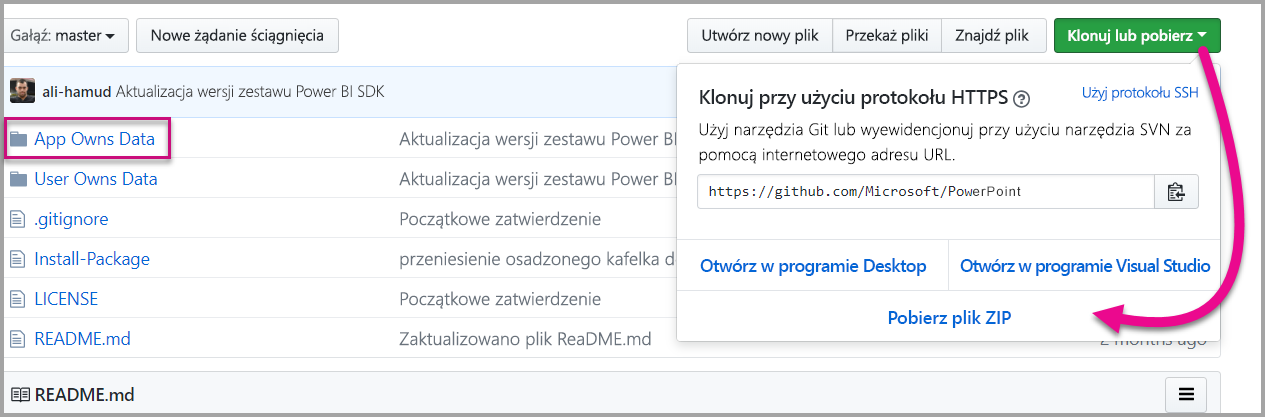 Gałąź: master
Nowe żądanie ściągnięcia
Utwórz nowy plik
Przekaż pliki
Znajdź plik
Klonuj lub pobierz
ali-hamud Aktualizacja wersji zestawu Power BI SDK
App Owns Data
Aktualizacja wersji zestawu Power BI
User Owns Data
Aktualizacja wersji zestawu Power BI
.gitignore
Początkowe zatwierdzenie
Install-Package
przeniesienie osadzonego kafelka d
LICENSE
Początkowe zatwierdzenie
README.md
Zaktualizowano plik ReaDME.md
2 months ago
Klonuj przy użyciu protokołu HTTPS
Użyj protokołu SSH
Użyj narzędzia Git lub wyewidencjonuj przy użyciu narzędzia SVN za
pomocą internetowego adresu URL.
https://github.com/Microsoft/PowerPoint
Otwórz w programie Desktop
Otwórz w programie Visual Studio
Pobierz plik ZIP
README.md